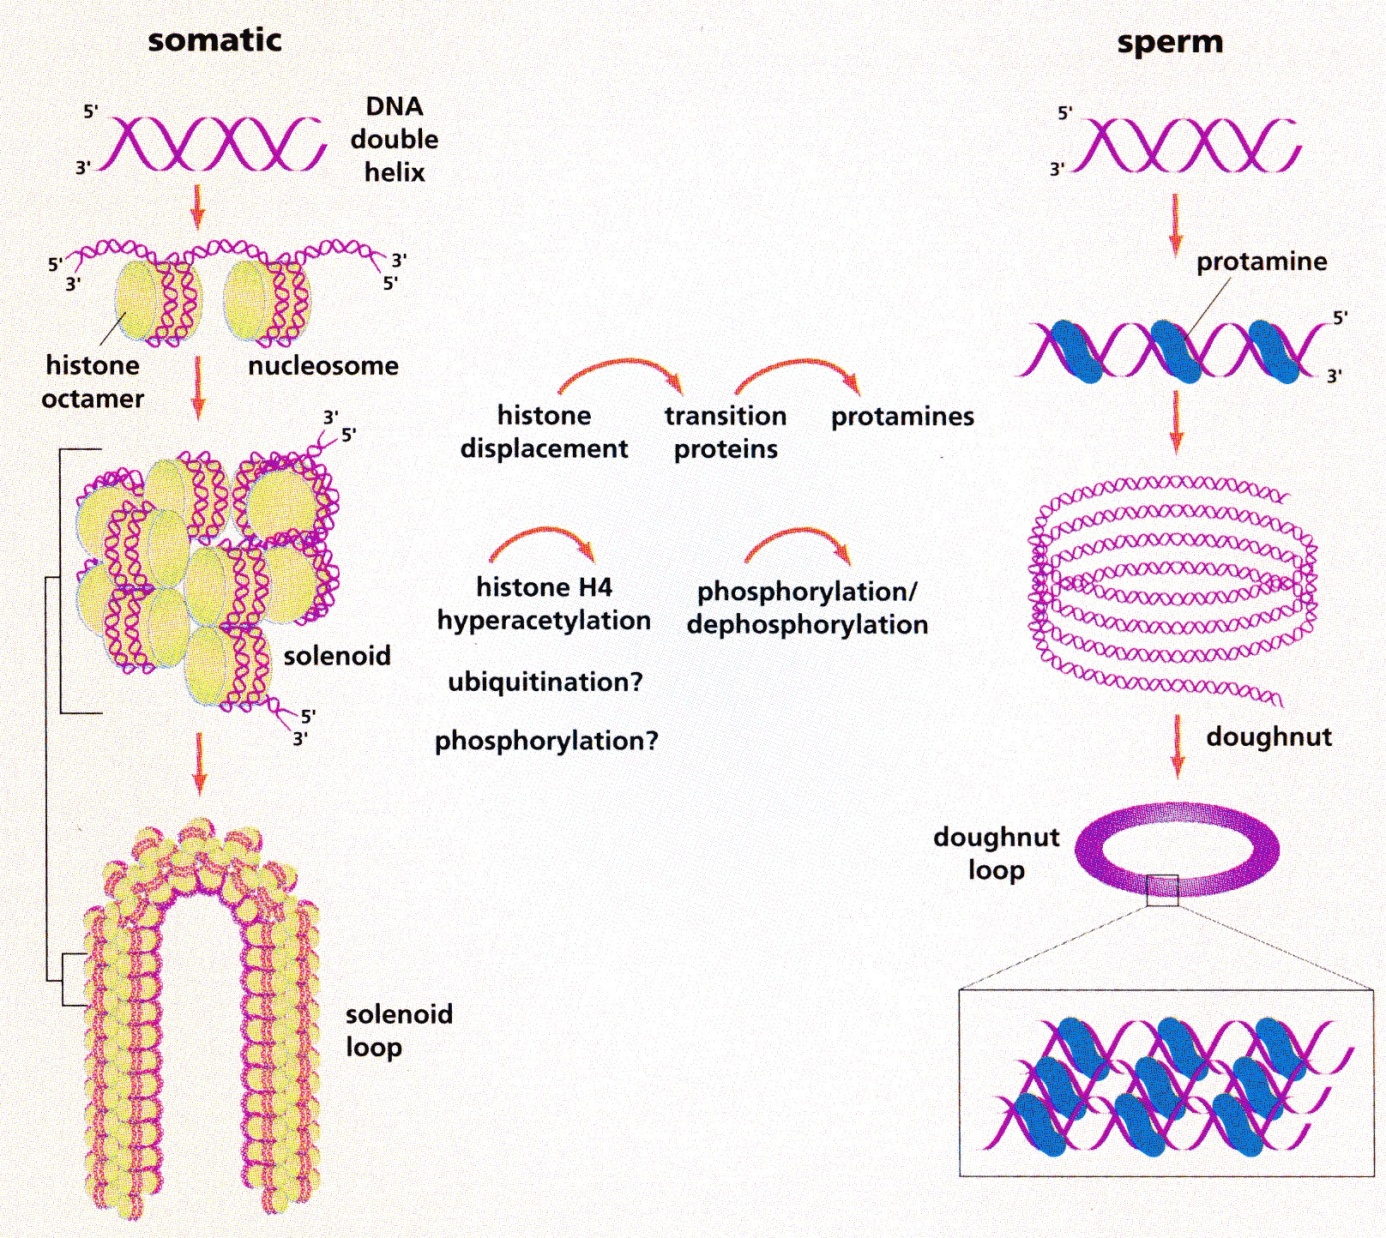 somatic
5'
3'
DNA
double
helix
5'
3'
3'
5'
histone
octamer
nucleosome
3'
5'
solenoid
5'
3'
solenoid
loop
histone
displacement
transition
proteins
protamines
histone H4
hyperacetylation
phosphorylation/
dephosphorylation
ubiquitination?
phosphorylation?
sperm
5'
3'
protamine
5'
3'
doughnut
doughnut
loop